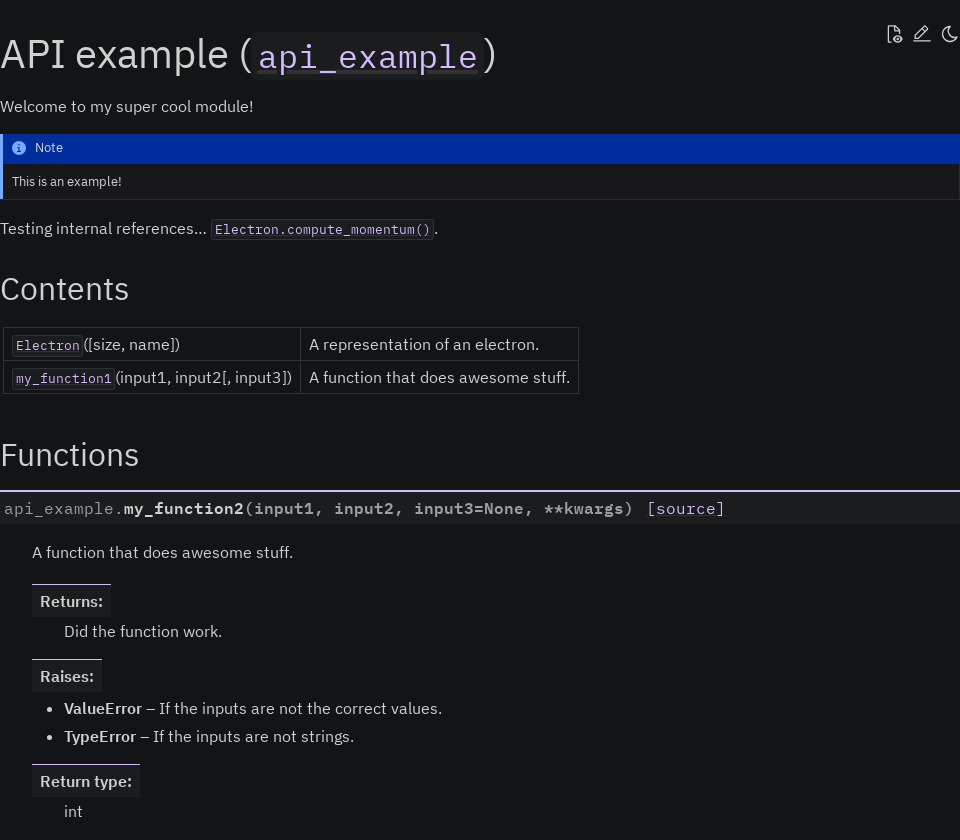 API example (api_example)
Welcome to my super cool module!
Note
This is an example!
Testing internal references… Electron.compute_momentum().
Contents
Electron([size, name]) A representation of an electron.
my_function1(input1, input2[, input3]) A function that does awesome stuff.
Functions
api_example.my_function2(input1, input2, input3=None, **kwargs) [source]
A function that does awesome stuff.
Returns:
Did the function work.
Raises:
• ValueError – If the inputs are not the correct values.
• TypeError – If the inputs are not strings.
Return type:
int